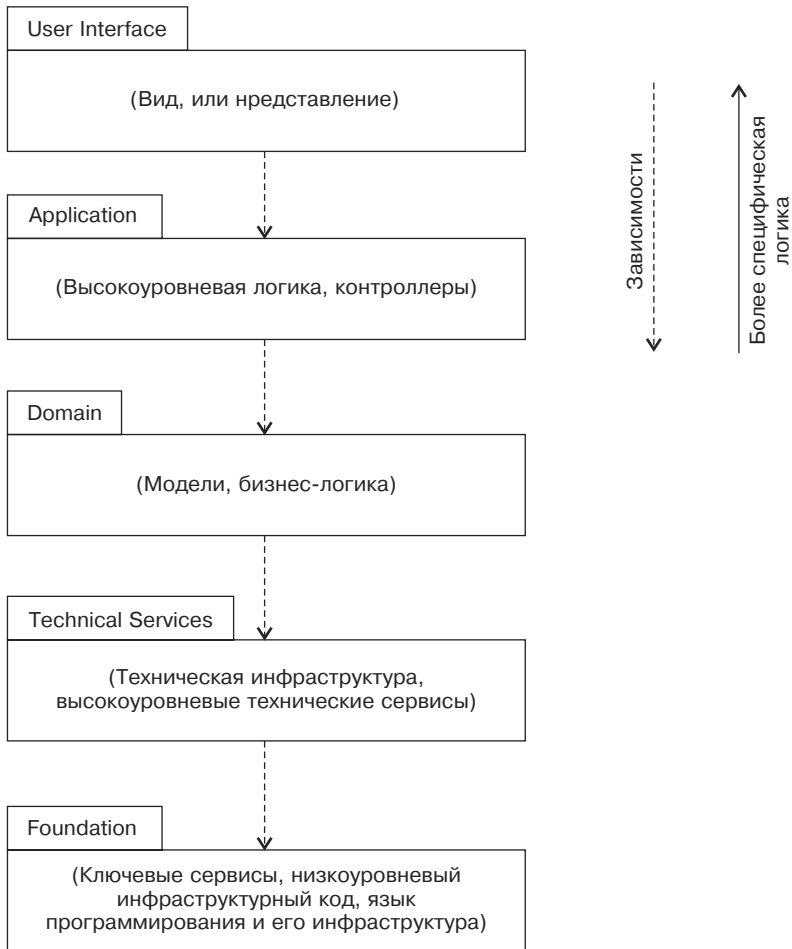 User Interface
(Вид, или нредставление)
Application
(Высокоуровневая логика, контроллеры)
Domain
(Модели, бизнес-логика)
Technical Services
(Техническая инфраструктура,
высокоуровневые технические сервисы)
Foundation
(Ключевые сервисы, низкоуровневый
инфраструктурный код, язык
программирования и его инфраструктура)
Зависимости
Более специфическая
логика